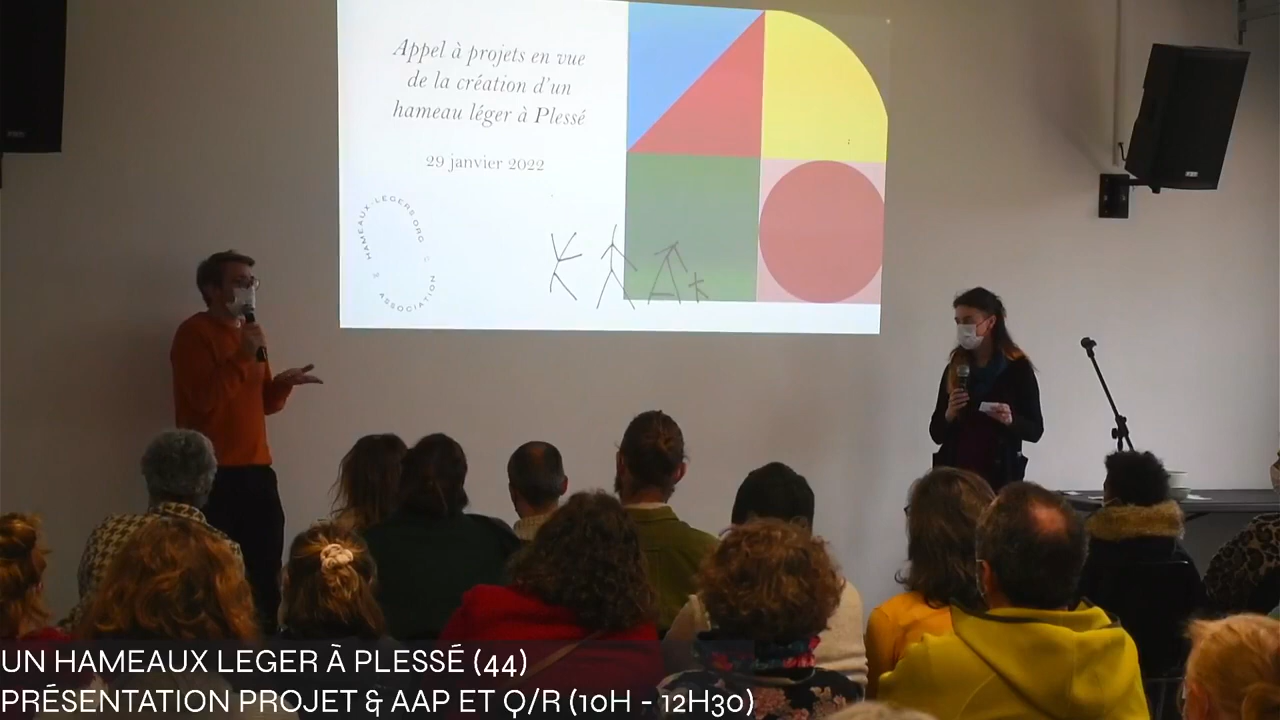 Appel à projets en vue
de la création d'un
hameau léger à Plessé
29 janvier 2022
HAMEAUX-LEGERS.ORG
ASSOCIATION
UN HAMEAUX LEGER À PLESSÉ (44)
PRÉSENTATION PROJET & AAP ET Q/R (10H - 12H30)